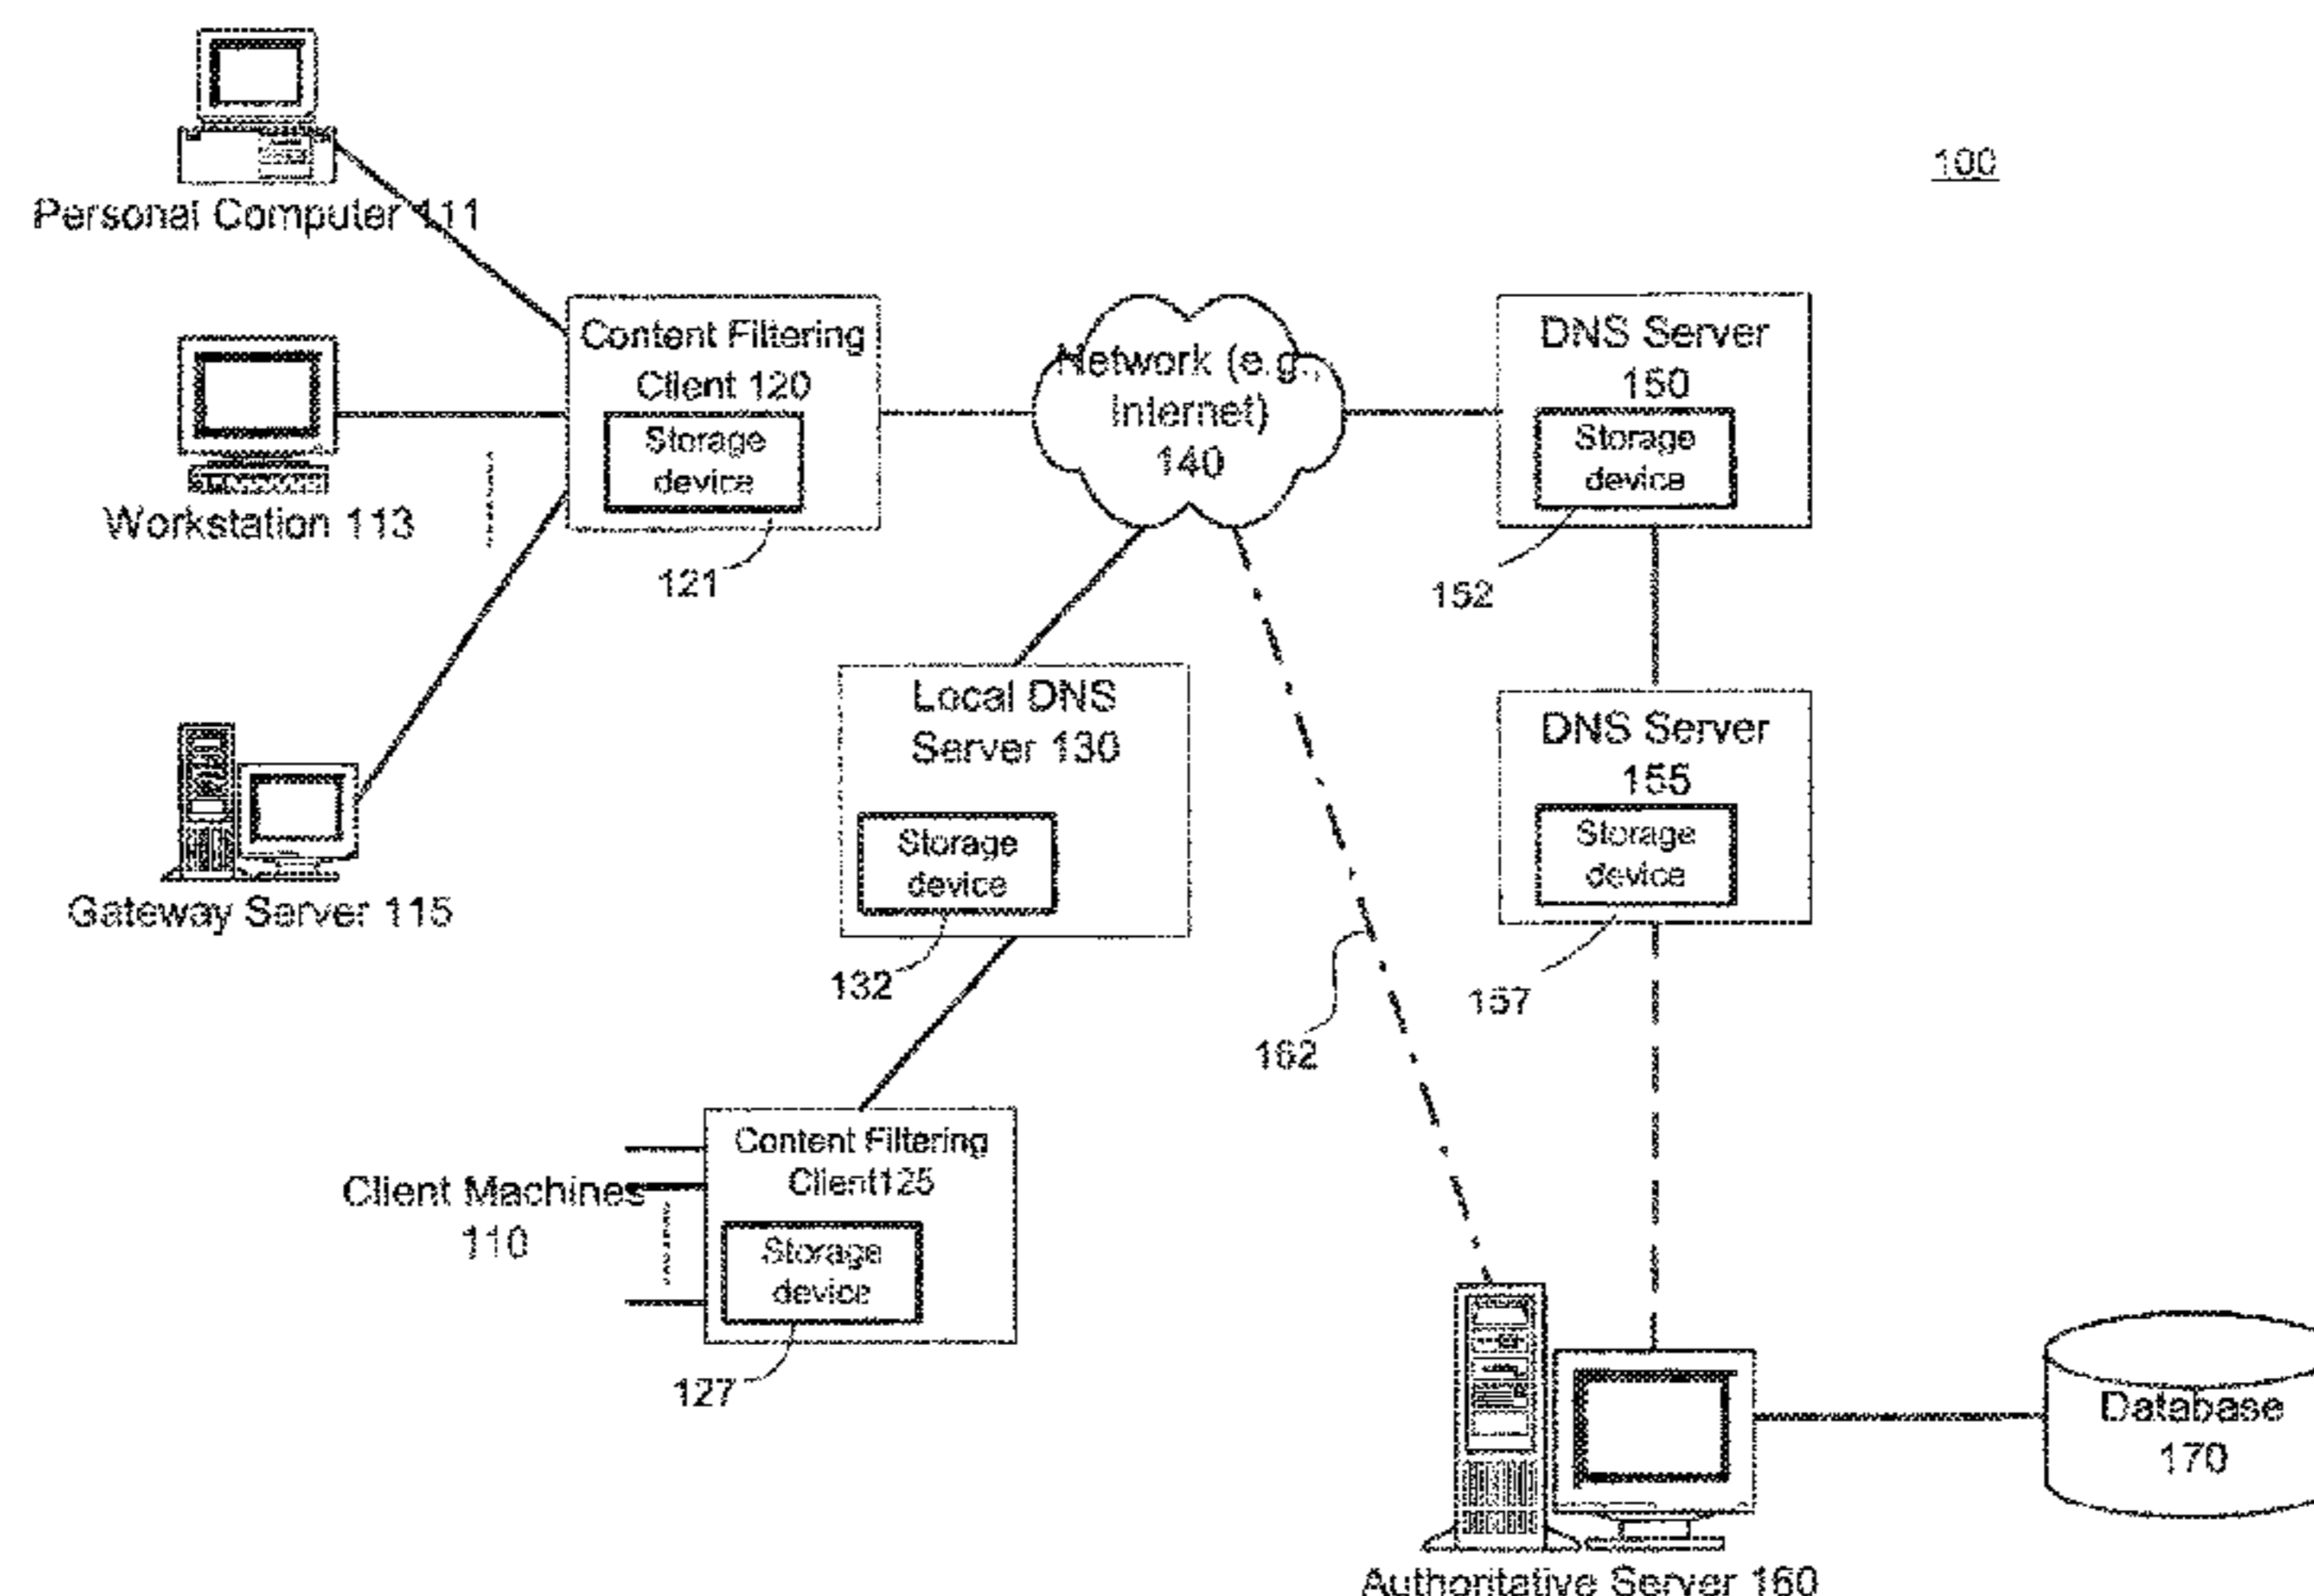 100
Personal Computer 111
Workstation 113
Gateway Server 115
Content Filtering
Client 120
Storage
device
121
Network (e.g.,
Internet)
140
DNS Server
150
Storage
device
152
Local DNS
Server 130
Storage
device
132
DNS Server
155
Storage
device
157
162
Client Machines
110
Content Filtering
Client125
Storage
device
127
Database
170
Authoritative Server 160